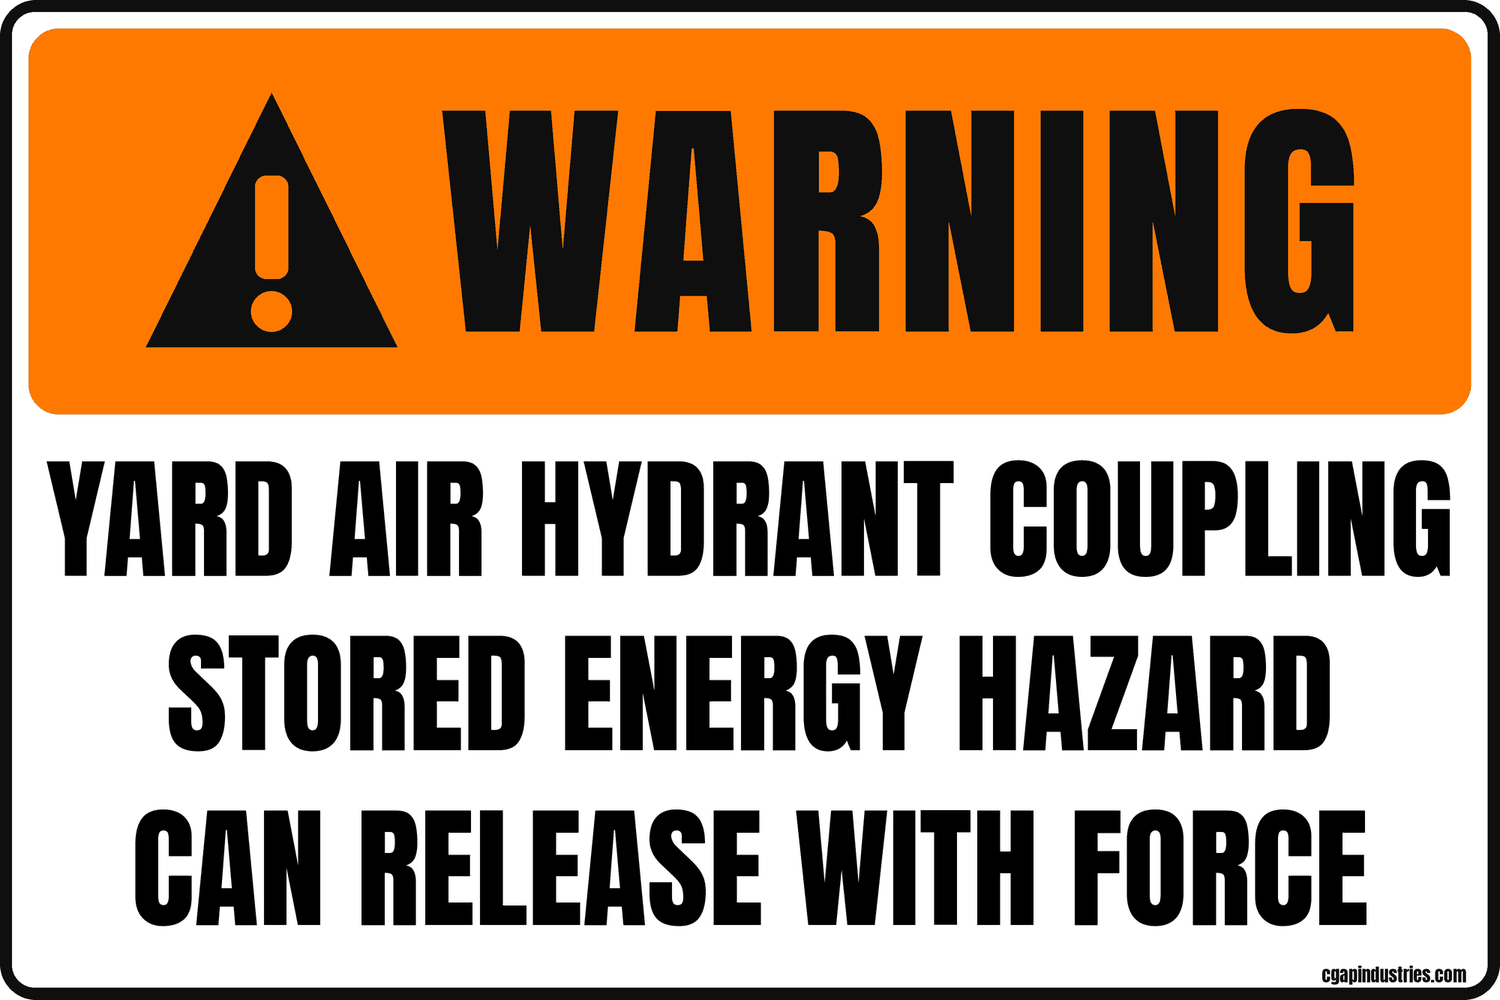 WARNING
YARD AIR HYDRANT COUPLING
STORED ENERGY HAZARD
CAN RELEASE WITH FORCE
cgapindustries.com